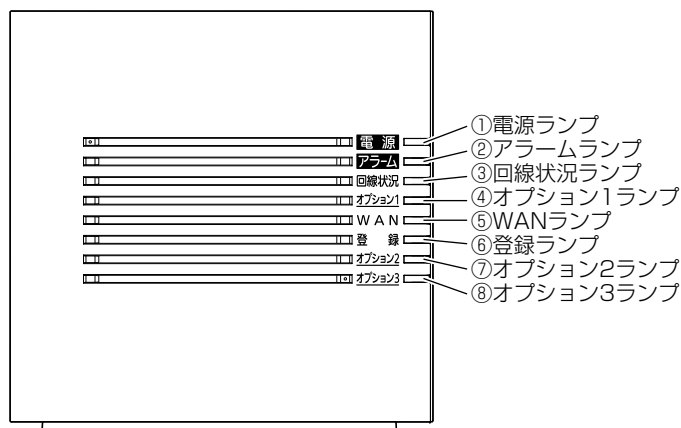 電源 ①電源ランプ
アラーム ②アラームランプ
回線状況 ③回線状況ランプ
オプション1 ④オプション1ランプ
WAN ⑤WANランプ
登録 ⑥登録ランプ
オプション2 ⑦オプション2ランプ
オプション3 ⑧オプション3ランプ